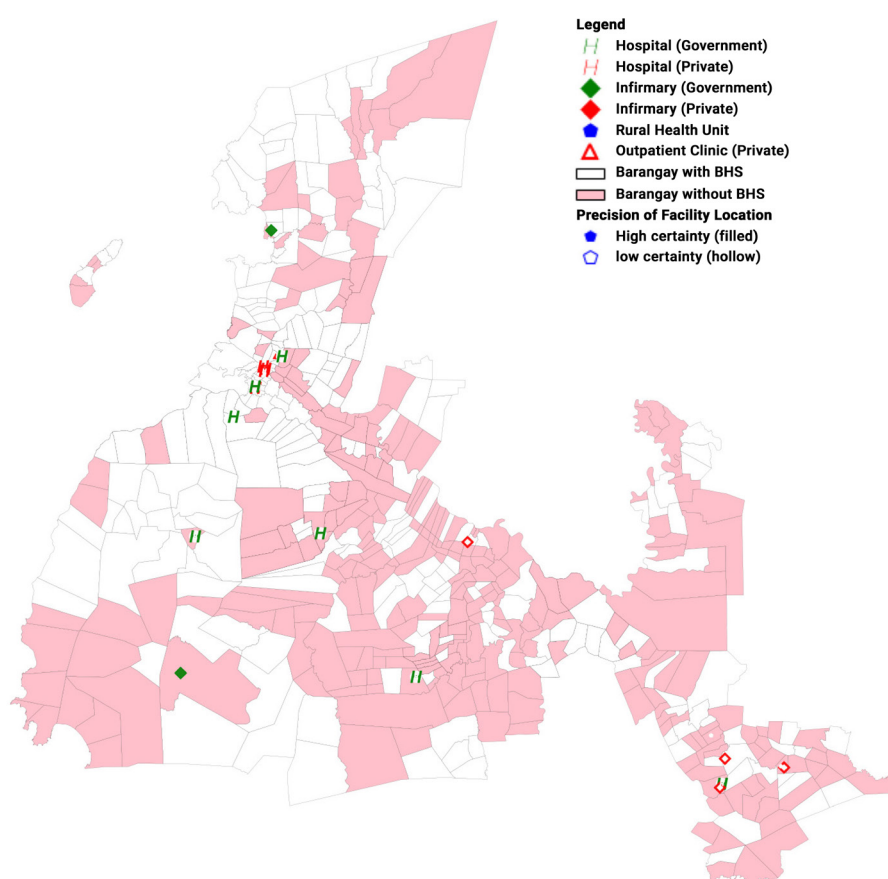 Legend
Hospital (Government)
Hospital (Private)
Infirmary (Government)
Infirmary (Private)
Rural Health Unit
Outpatient Clinic (Private)
Barangay with BHS
Barangay without BHS
Precision of Facility Location
High certainty (filled)
low certainty (hollow)